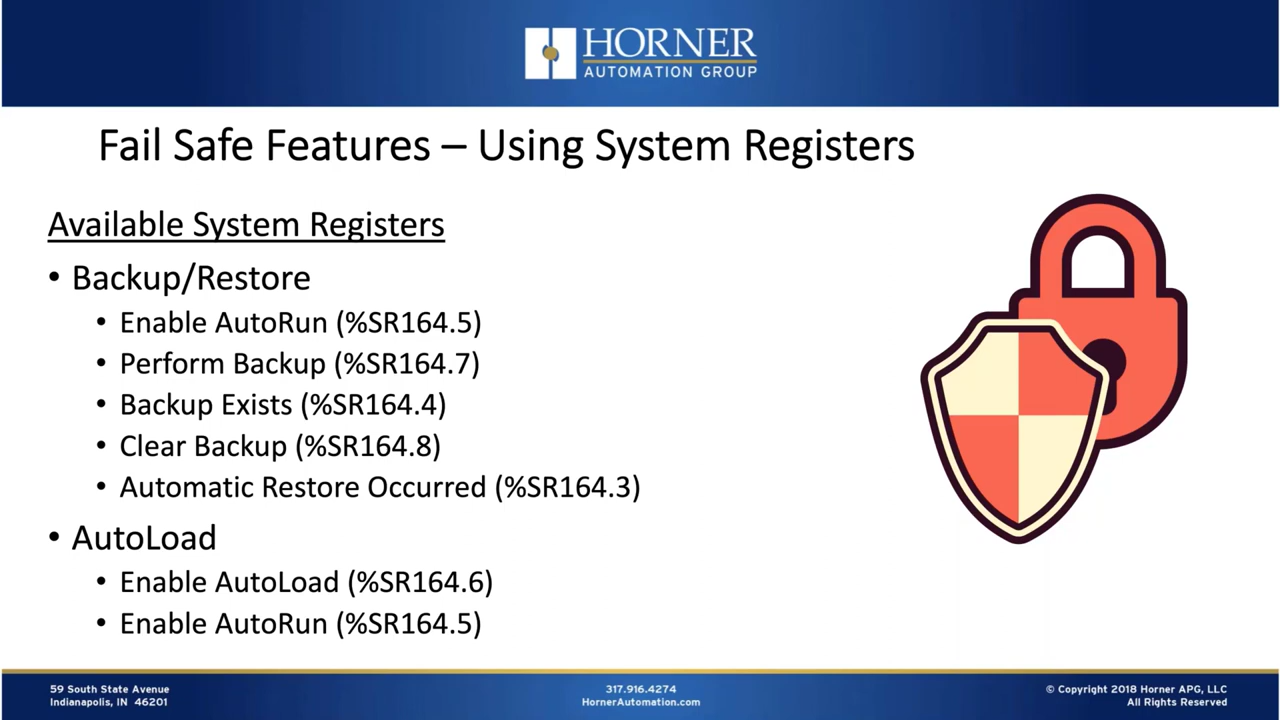 HORNER
AUTOMATION GROUP
Fail Safe Features – Using System Registers
Available System Registers
• Backup/Restore
• Enable AutoRun (%SR164.5)
• Perform Backup (%SR164.7)
• Backup Exists (%SR164.4)
• Clear Backup (%SR164.8)
• Automatic Restore Occurred (%SR164.3)
• AutoLoad
• Enable AutoLoad (%SR164.6)
• Enable AutoRun (%SR164.5)
59 South State Avenue
Indianapolis, IN 46201
317.916.4274
HornerAutomation.com
© Copyright 2018 Horner APG, LLC
All Rights Reserved